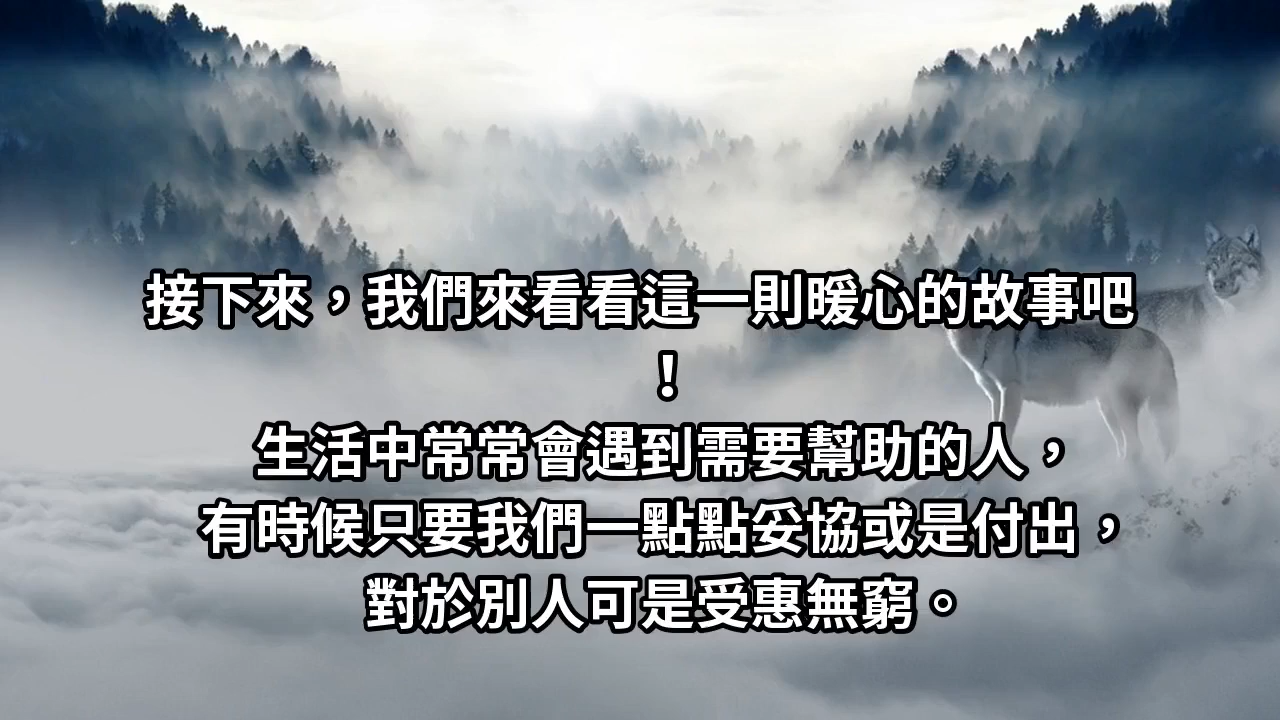 接下來，我們來看看這一則暖心的故事吧
！
生活中常常會遇到需要幫助的人，
有時候只要我們一點點妥協或是付出，
對於別人可是受惠無窮。